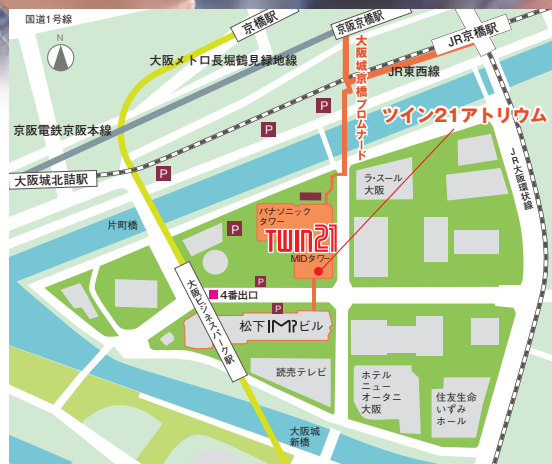 国道1号線
N
京橋駅
京阪京橋駅
JR京橋駅
大阪メトロ長堀鶴見緑地線
大阪城京橋プロムナード
JR東西線
京阪電鉄京阪本線
ツイン21アトリウム
P
P
P
大阪城北詰駅
JR大阪環状線
ラ・スール
大阪
片町橋
パナソニック
タワー
P
TWIN21
MIDタワー
P
4番出口
P
大阪ビジネスパーク駅
松下IMPビル
読売テレビ
ホテル
ニュー
オータニ
大阪
住友生命
いずみ
ホール
大阪城
新橋